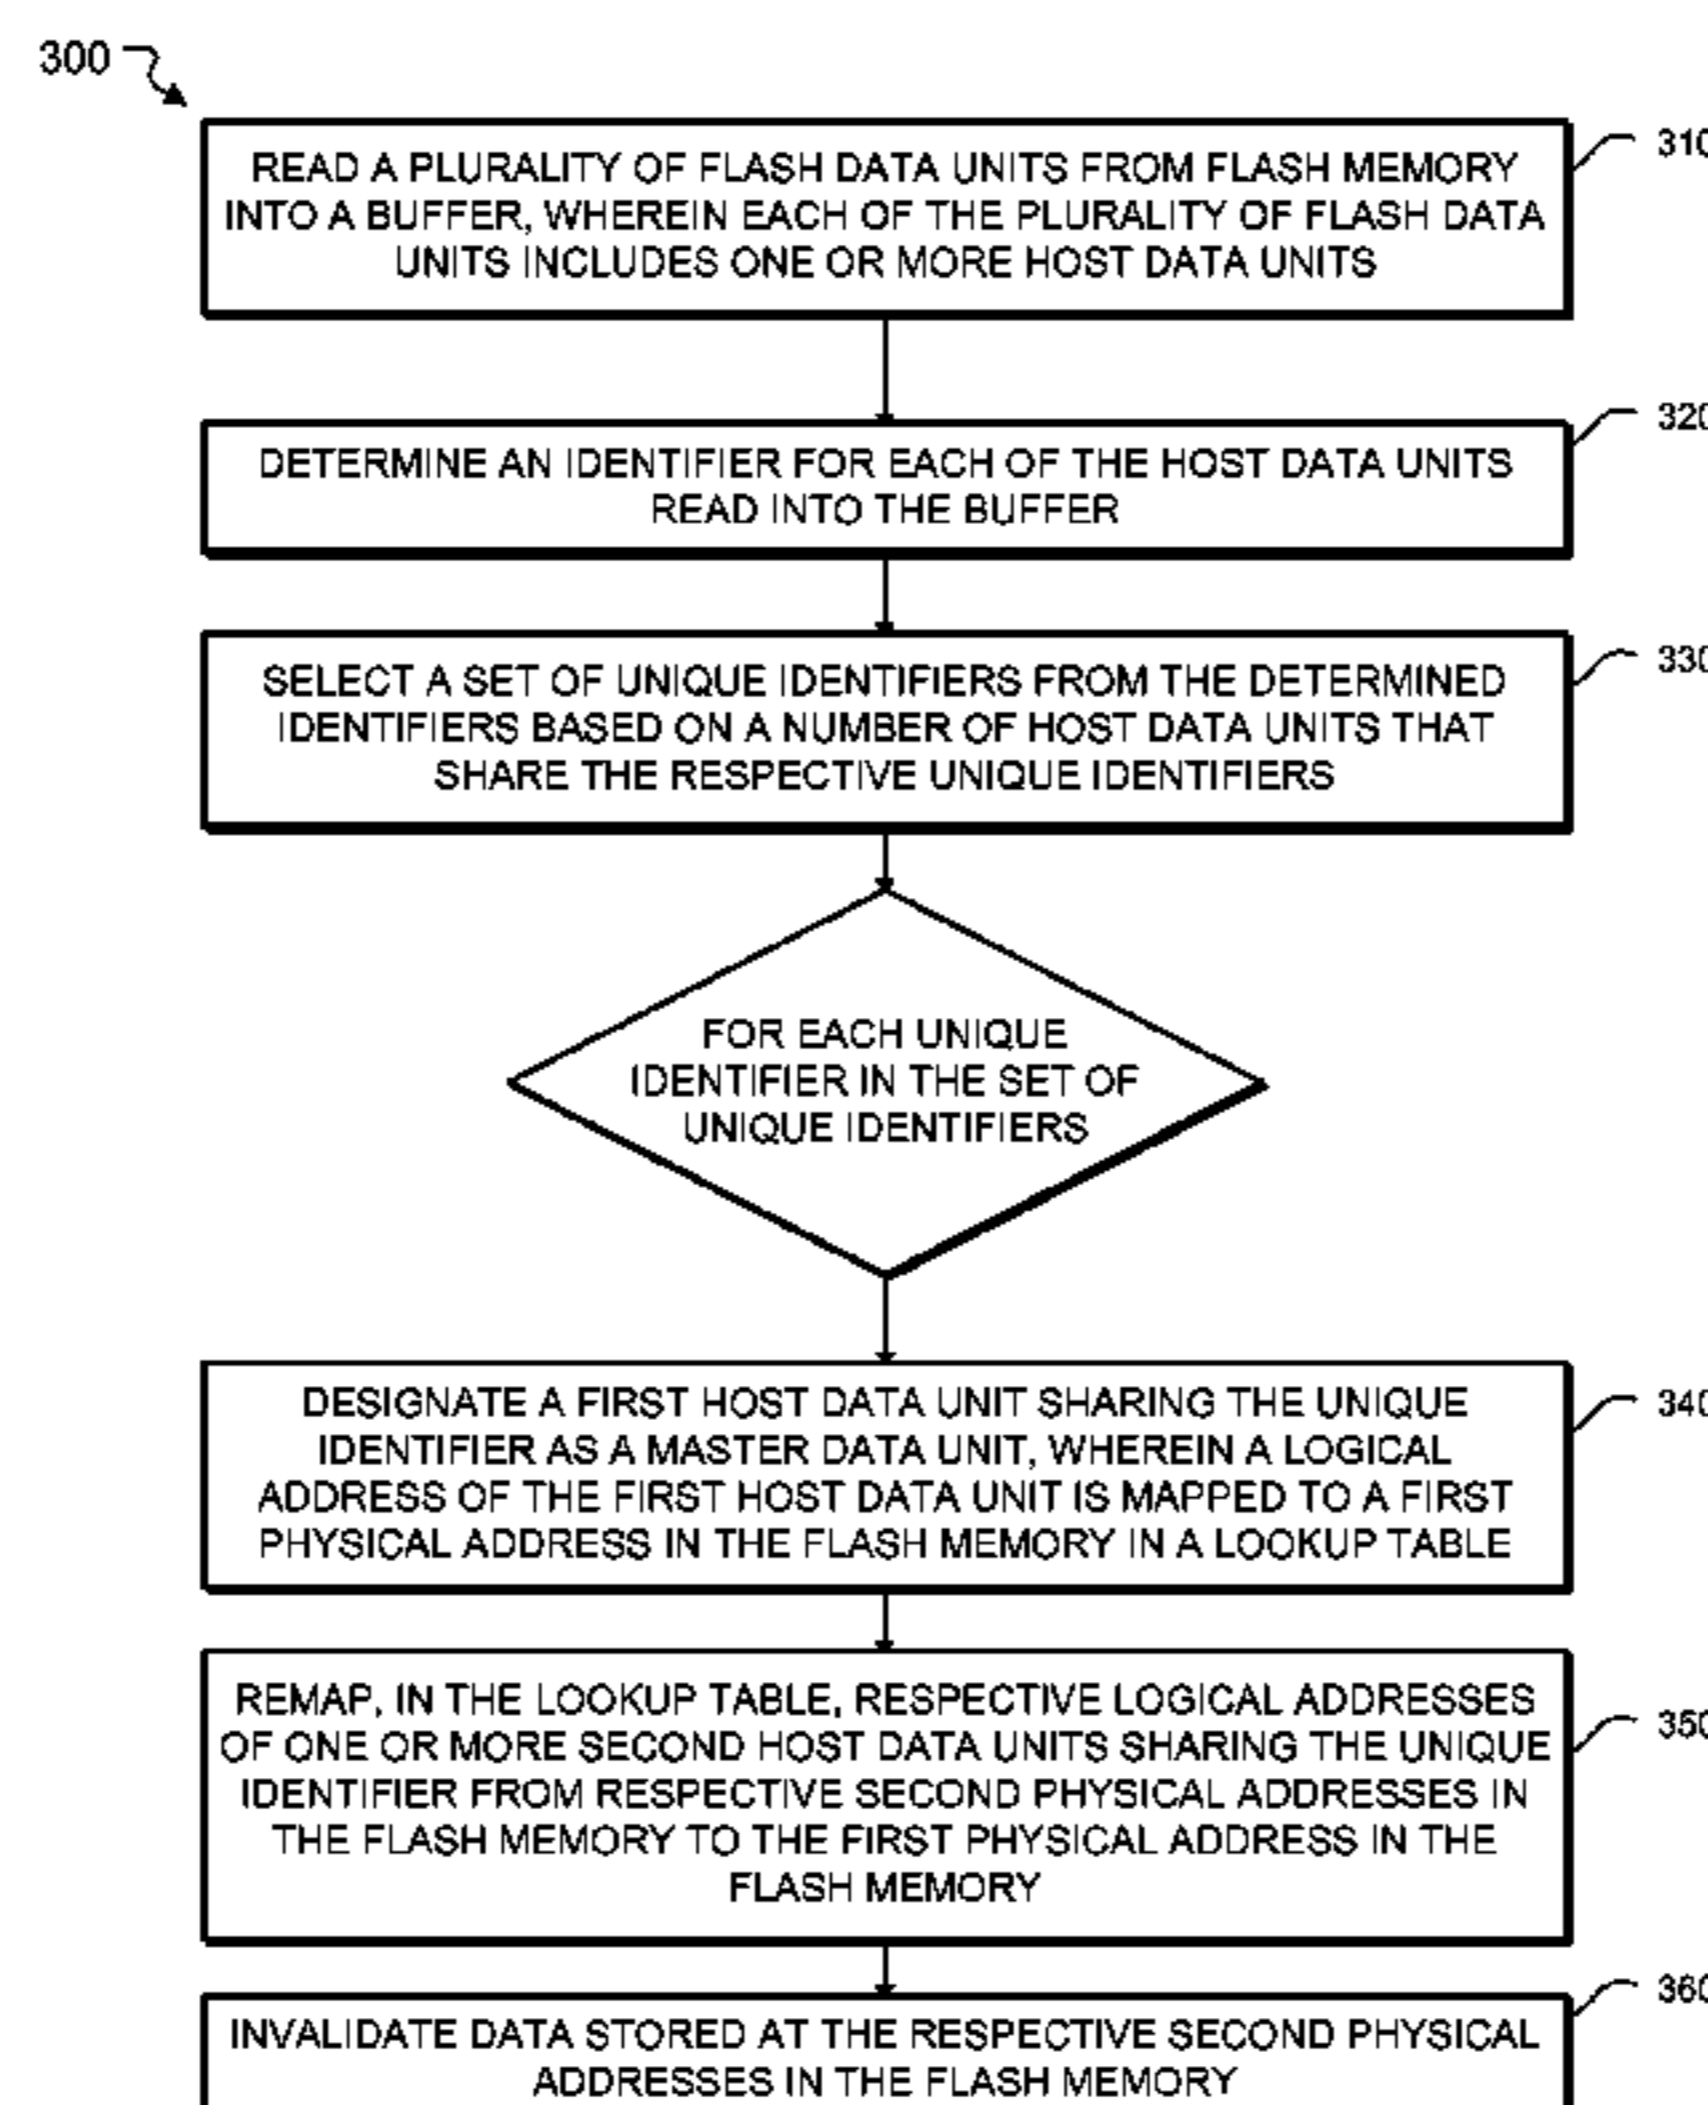 300
310
READ A PLURALITY OF FLASH DATA UNITS FROM FLASH MEMORY
INTO A BUFFER, WHEREIN EACH OF THE PLURALITY OF FLASH DATA
UNITS INCLUDES ONE OR MORE HOST DATA UNITS
320
DETERMINE AN IDENTIFIER FOR EACH OF THE HOST DATA UNITS
READ INTO THE BUFFER
330
SELECT A SET OF UNIQUE IDENTIFIERS FROM THE DETERMINED
IDENTIFIERS BASED ON A NUMBER OF HOST DATA UNITS THAT
SHARE THE RESPECTIVE UNIQUE IDENTIFIERS
FOR EACH UNIQUE
IDENTIFIER IN THE SET OF
UNIQUE IDENTIFIERS
340
DESIGNATE A FIRST HOST DATA UNIT SHARING THE UNIQUE
IDENTIFIER AS A MASTER DATA UNIT, WHEREIN A LOGICAL
ADDRESS OF THE FIRST HOST DATA UNIT IS MAPPED TO A FIRST
PHYSICAL ADDRESS IN THE FLASH MEMORY IN A LOOKUP TABLE
350
REMAP, IN THE LOOKUP TABLE, RESPECTIVE LOGICAL ADDRESSES
OF ONE OR MORE SECOND HOST DATA UNITS SHARING THE UNIQUE
IDENTIFIER FROM RESPECTIVE SECOND PHYSICAL ADDRESSES IN
THE FLASH MEMORY TO THE FIRST PHYSICAL ADDRESS IN THE
FLASH MEMORY
360
INVALIDATE DATA STORED AT THE RESPECTIVE SECOND PHYSICAL
ADDRESSES IN THE FLASH MEMORY